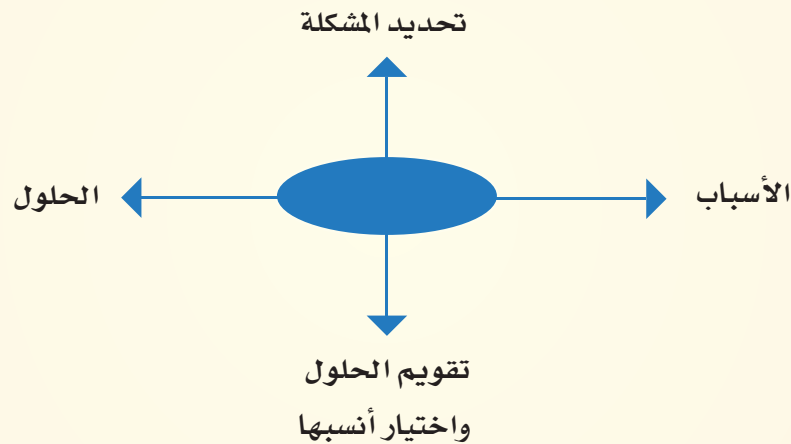 تحديد المشكلة
الأسباب
الحلول
تقويم الحلول
واختيار أنسبها